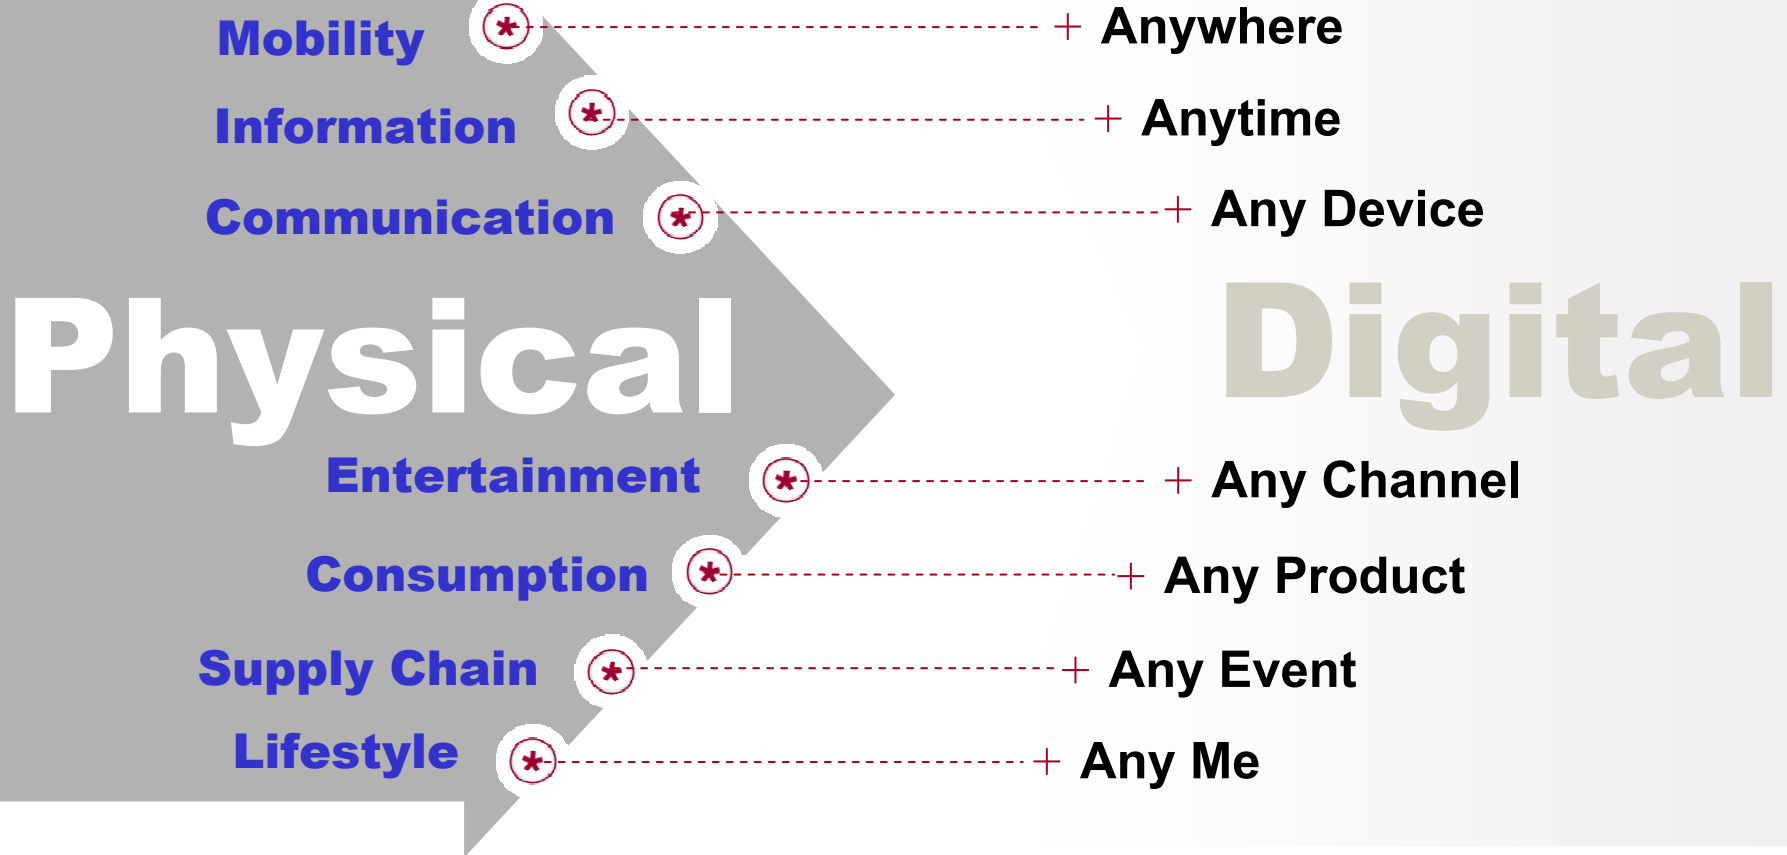 Mobility * + Anywhere
Information * + Anytime
Communication * + Any Device
Physical Digital
Entertainment * + Any Channel
Consumption * + Any Product
Supply Chain * + Any Event
Lifestyle * + Any Me